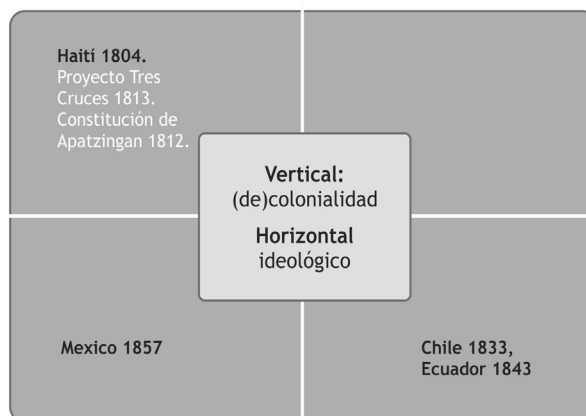 Haití 1804.
Proyecto Tres
Cruces 1813.
Constitución de
Apatzingan 1812.
Vertical:
(de)colonialidad
Horizontal
ideológico
Mexico 1857
Chile 1833,
Ecuador 1843